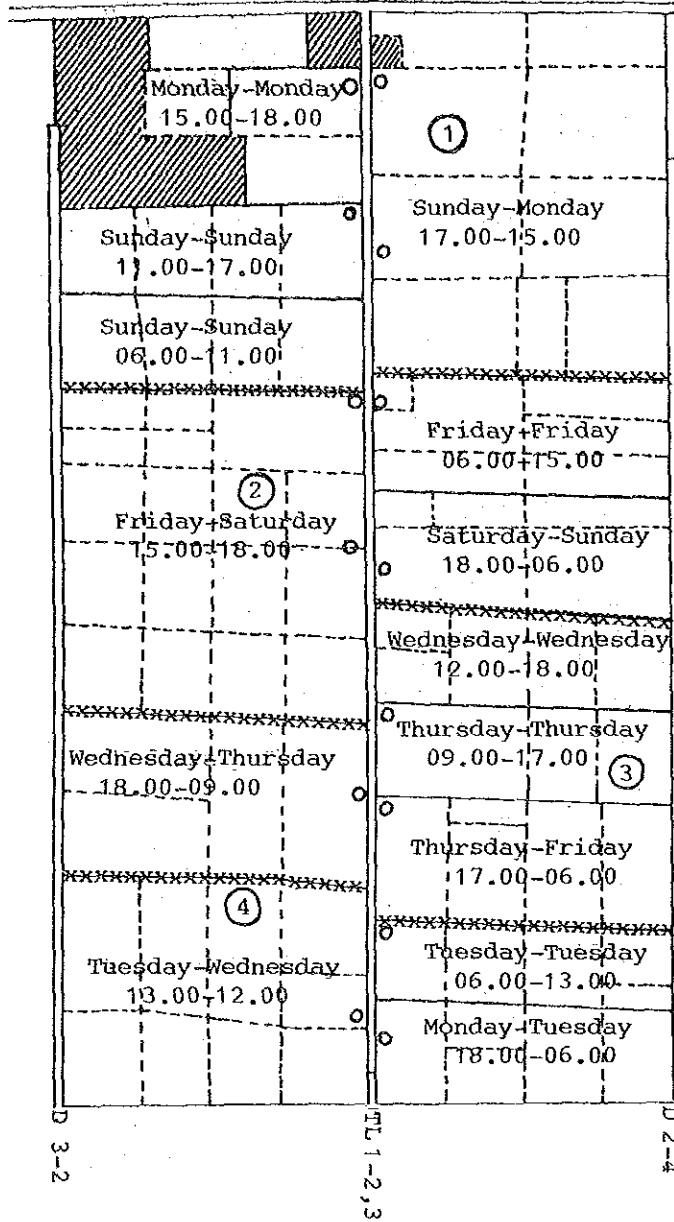 Monday-Monday
15.00-18.00
Sunday-Sunday
11.00-17.00
Sunday-Sunday
06.00-11.00
2
Friday-Saturday
15.00-18.00
Wednesday-Thursday
18.00-09.00
4
Tuesday-Wednesday
13.00-12.00
1
Sunday-Monday
17.00-15.00
Friday-Friday
06.00-15.00
Saturday-Sunday
18.00-06.00
Wednesday-Wednesday
12.00-18.00
Thursday-Thursday
09.00-17.00
3
Thursday-Friday
17.00-06.00
Tuesday-Tuesday
06.00-13.00
Monday-Tuesday
18.00-06.00
D 3-2
TL 1-2,3
D 2-4